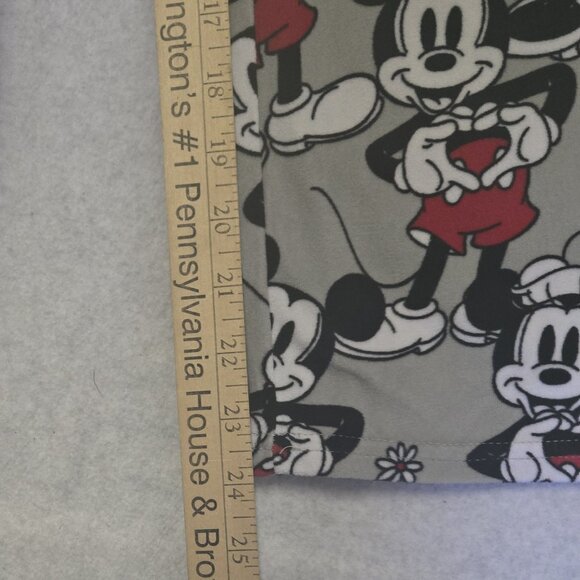 ngton's #1 Pennsylvania House & Bro
17 18 19 20 21 22 23 24 25